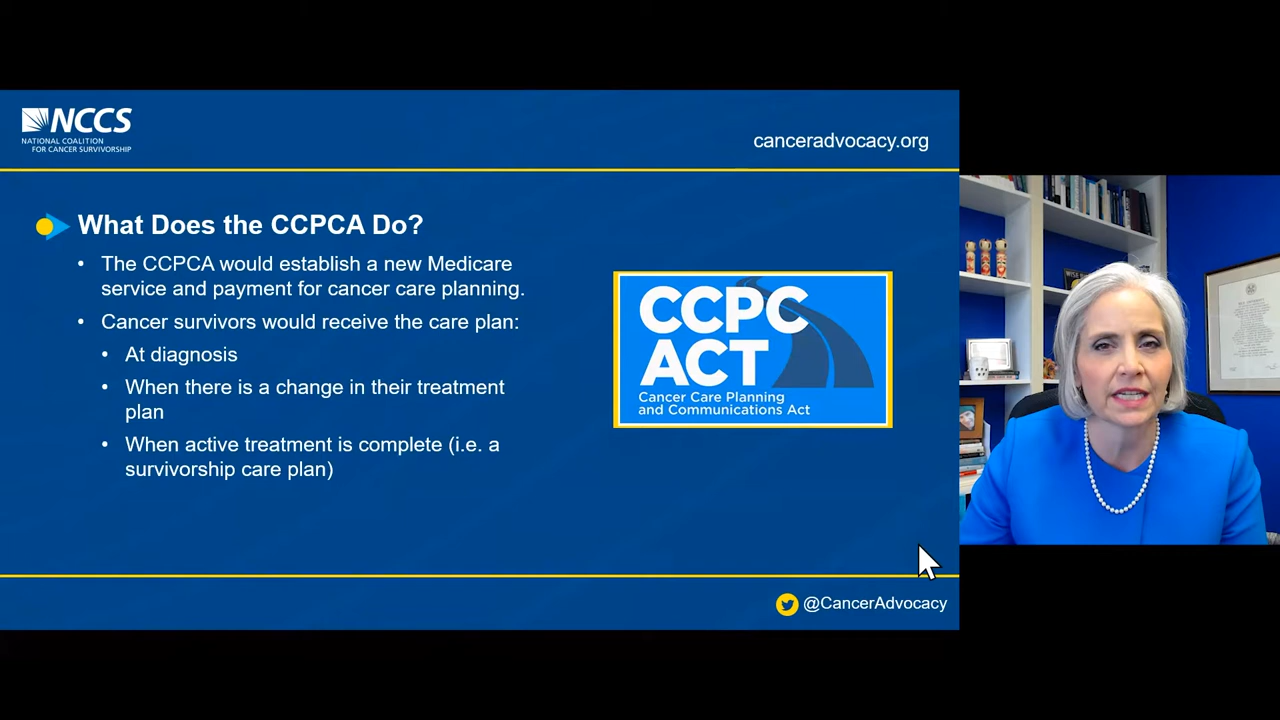 NCCS
NATIONAL COALITION
FOR CANCER SURVIVORSHIP
canceradvocacy.org
What Does the CCPCA Do?
• The CCPCA would establish a new Medicare
service and payment for cancer care planning.
• Cancer survivors would receive the care plan:
• At diagnosis
• When there is a change in their treatment
plan
• When active treatment is complete (i.e. a
survivorship care plan)
CCPC
ACT
Cancer Care Planning
and Communications Act
@CancerAdvocacy